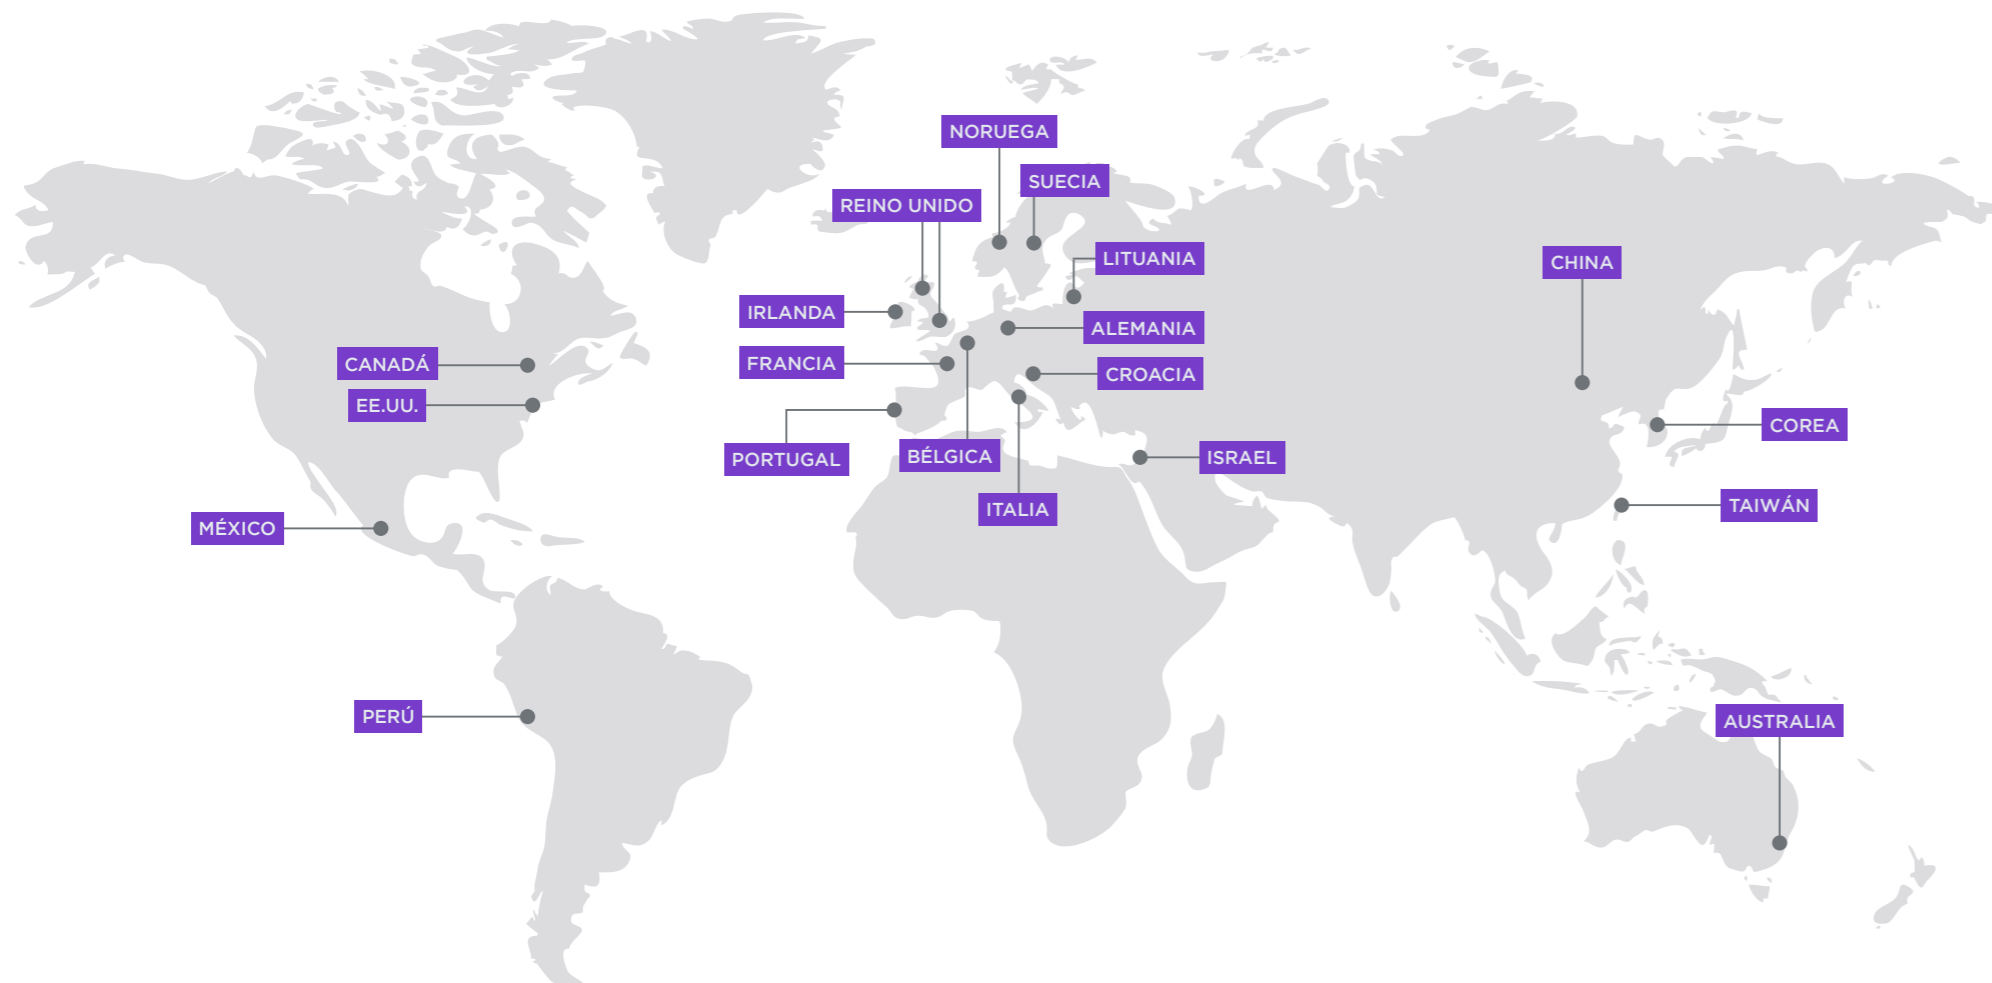 NORUEGA
SUECIA
REINO UNIDO
LITUANIA
CHINA
IRLANDA
ALEMANIA
FRANCIA
CANADÁ
CROACIA
EE.UU.
COREA
PORTUGAL
BÉLGICA
ISRAEL
ITALIA
TAIWÁN
MÉXICO
PERÚ
AUSTRALIA